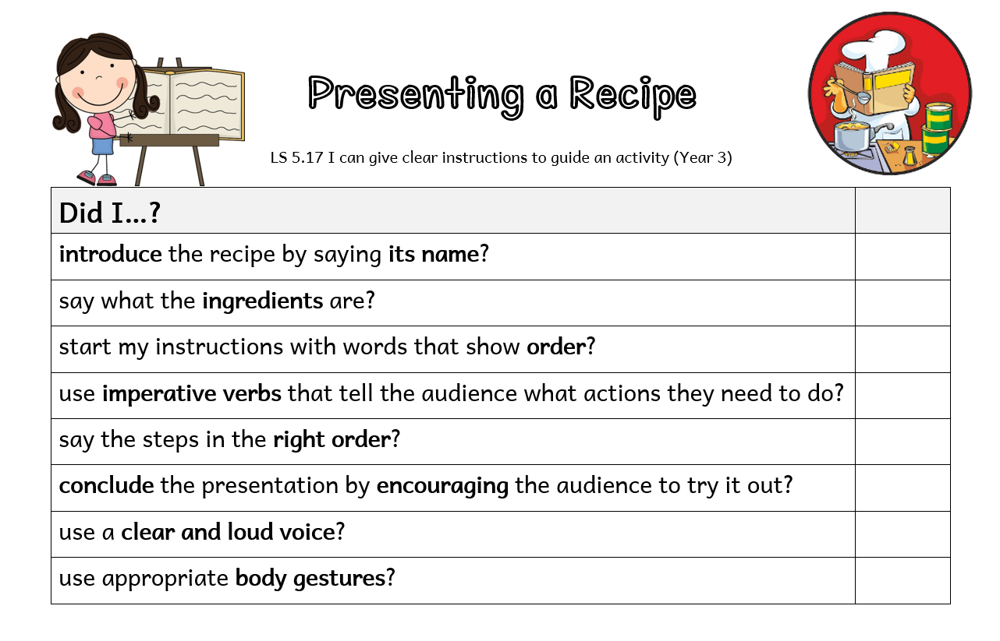 Presenting a Recipe
LS 5.17 I can give clear instructions to guide an activity (Year 3)
Did I...?
introduce the recipe by saying its name?
say what the ingredients are?
start my instructions with words that show order?
use imperative verbs that tell the audience what actions they need to do?
say the steps in the right order?
conclude the presentation by encouraging the audience to try it out?
use a clear and loud voice?
use appropriate body gestures?